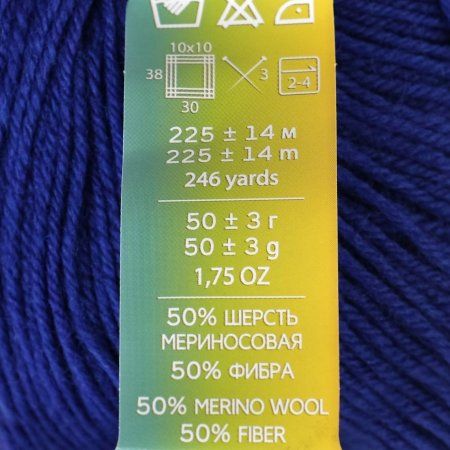 10x10
38
3
2-4
30
225 ± 14 м
225 ± 14 m
246 yards
50 ± 3 г
50 ± 3 g
1,75 OZ
50% ШЕРСТЬ
МЕРИНОСОВАЯ
50% ФИБРА
50% MERINO WOOL
50% FIBER